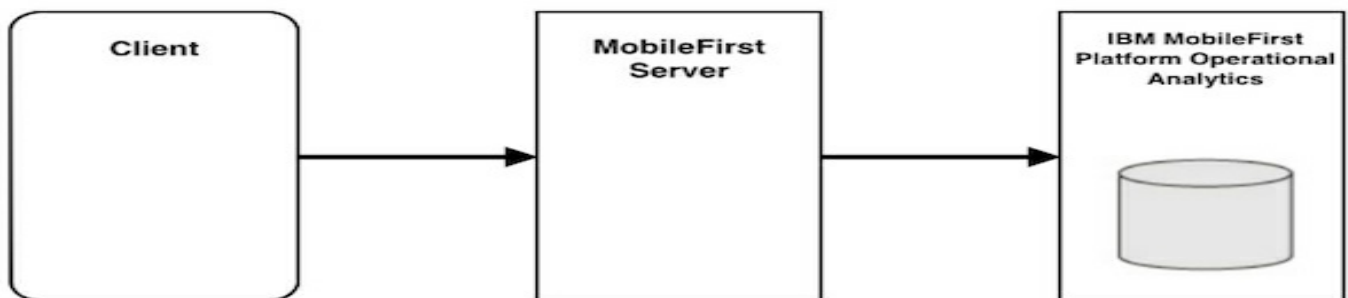 Client
MobileFirst
Server
IBM MobileFirst
Platform Operational
Analytics